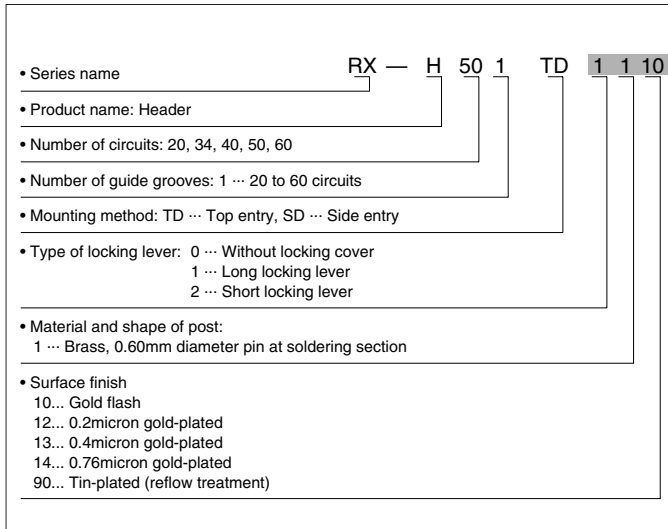 RX — H 50 1 TD 1 1 10
• Series name
• Product name: Header
• Number of circuits: 20, 34, 40, 50, 60
• Number of guide grooves: 1 ··· 20 to 60 circuits
• Mounting method: TD ··· Top entry, SD ··· Side entry
• Type of locking lever: 0 ··· Without locking cover
1 ··· Long locking lever
2 ··· Short locking lever
• Material and shape of post:
1 ··· Brass, 0.60mm diameter pin at soldering section
• Surface finish
10... Gold flash
12... 0.2micron gold-plated
13... 0.4micron gold-plated
14... 0.76micron gold-plated
90... Tin-plated (reflow treatment)